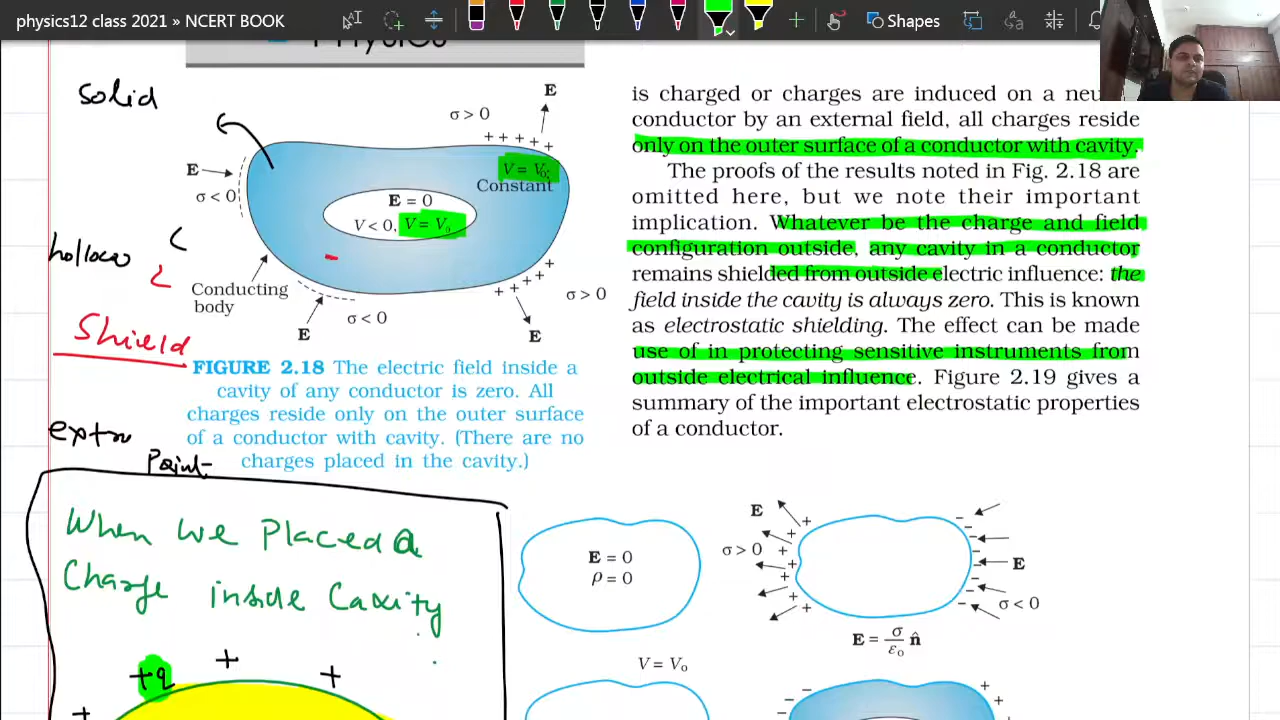 physics12 class 2021 » NCERT BOOK
Shapes
Physics
solid
hollow
Shield
extra
Point
E
σ > 0
+ + + + +
V = V₀,
Constant
E
σ < 0
E = 0
V < 0, V = V₀
Conducting
body
E
σ < 0
+ + + + + +
σ > 0
E
FIGURE 2.18 The electric field inside a
cavity of any conductor is zero. All
charges reside only on the outer surface
of a conductor with cavity. (There are no
charges placed in the cavity.)
When we Placed a
Charge inside Cavity
+q
+
+
+
is charged or charges are induced on a
conductor by an external field, all charges reside
only on the outer surface of a conductor with cavity.
The proofs of the results noted in Fig. 2.18 are
omitted here, but we note their important
implication. Whatever be the charge and field
configuration outside, any cavity in a conductor
remains shielded from outside electric influence: the
field inside the cavity is always zero. This is known
as electrostatic shielding. The effect can be made
use of in protecting sensitive instruments from
outside electrical influence. Figure 2.19 gives a
summary of the important electrostatic properties
of a conductor.
E = 0
ρ = 0
E
σ > 0
E
σ < 0
E = σ/ε₀ n̂
V = V₀